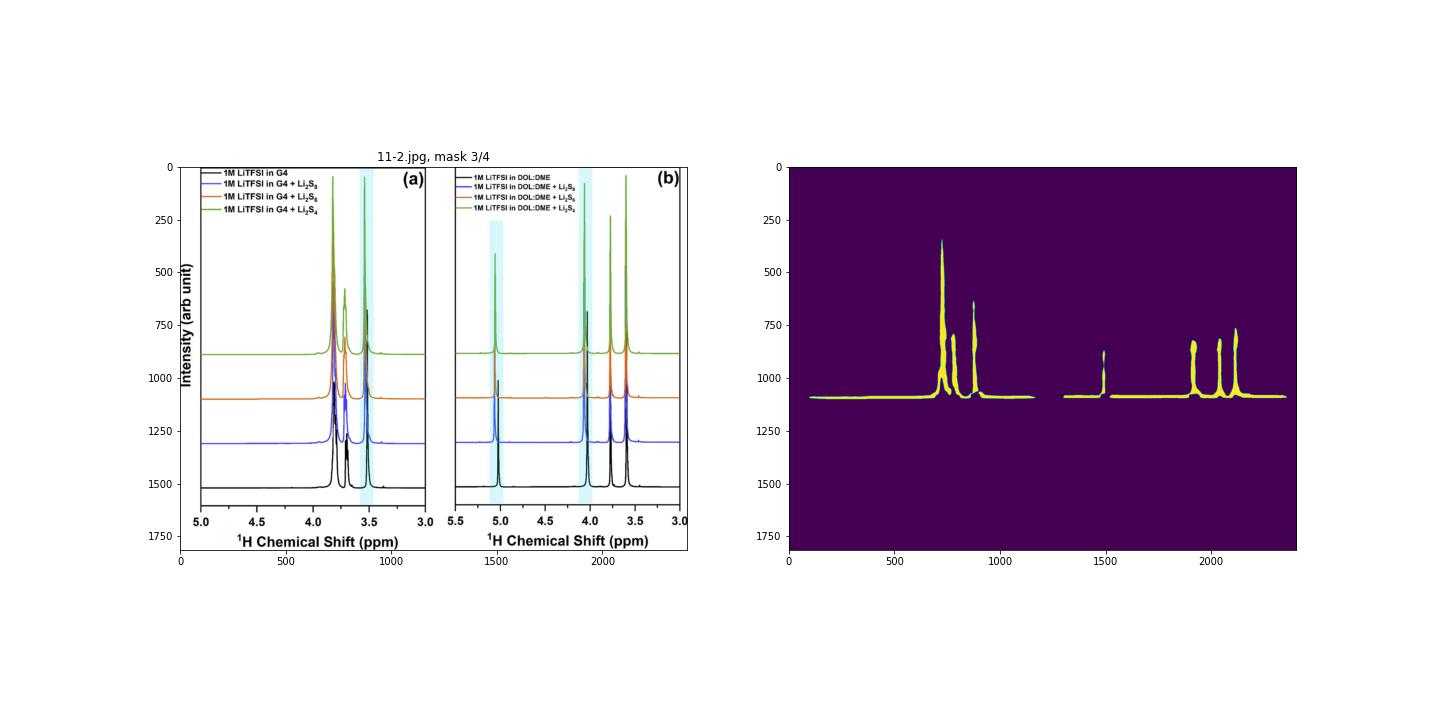 11-2.jpg, mask 3/4
0
250
500
750
1000
1250
1500
1750
0
500
1000
1500
2000
Intensity (arb unit)
1M LiTFSI in G4
1M LiTFSI in G4 + Li₂S₈
1M LiTFSI in G4 + Li₂S₆
1M LiTFSI in G4 + Li₂S₄
(a)
5.0
4.5
4.0
3.5
3.0
¹H Chemical Shift (ppm)
1M LiTFSI in DOL:DME
1M LiTFSI in DOL:DME + Li₂S₈
1M LiTFSI in DOL:DME + Li₂S₆
1M LiTFSI in DOL:DME + Li₂S₄
(b)
5.5
5.0
4.5
4.0
3.5
3.0
¹H Chemical Shift (ppm)
0
250
500
750
1000
1250
1500
1750
0
500
1000
1500
2000